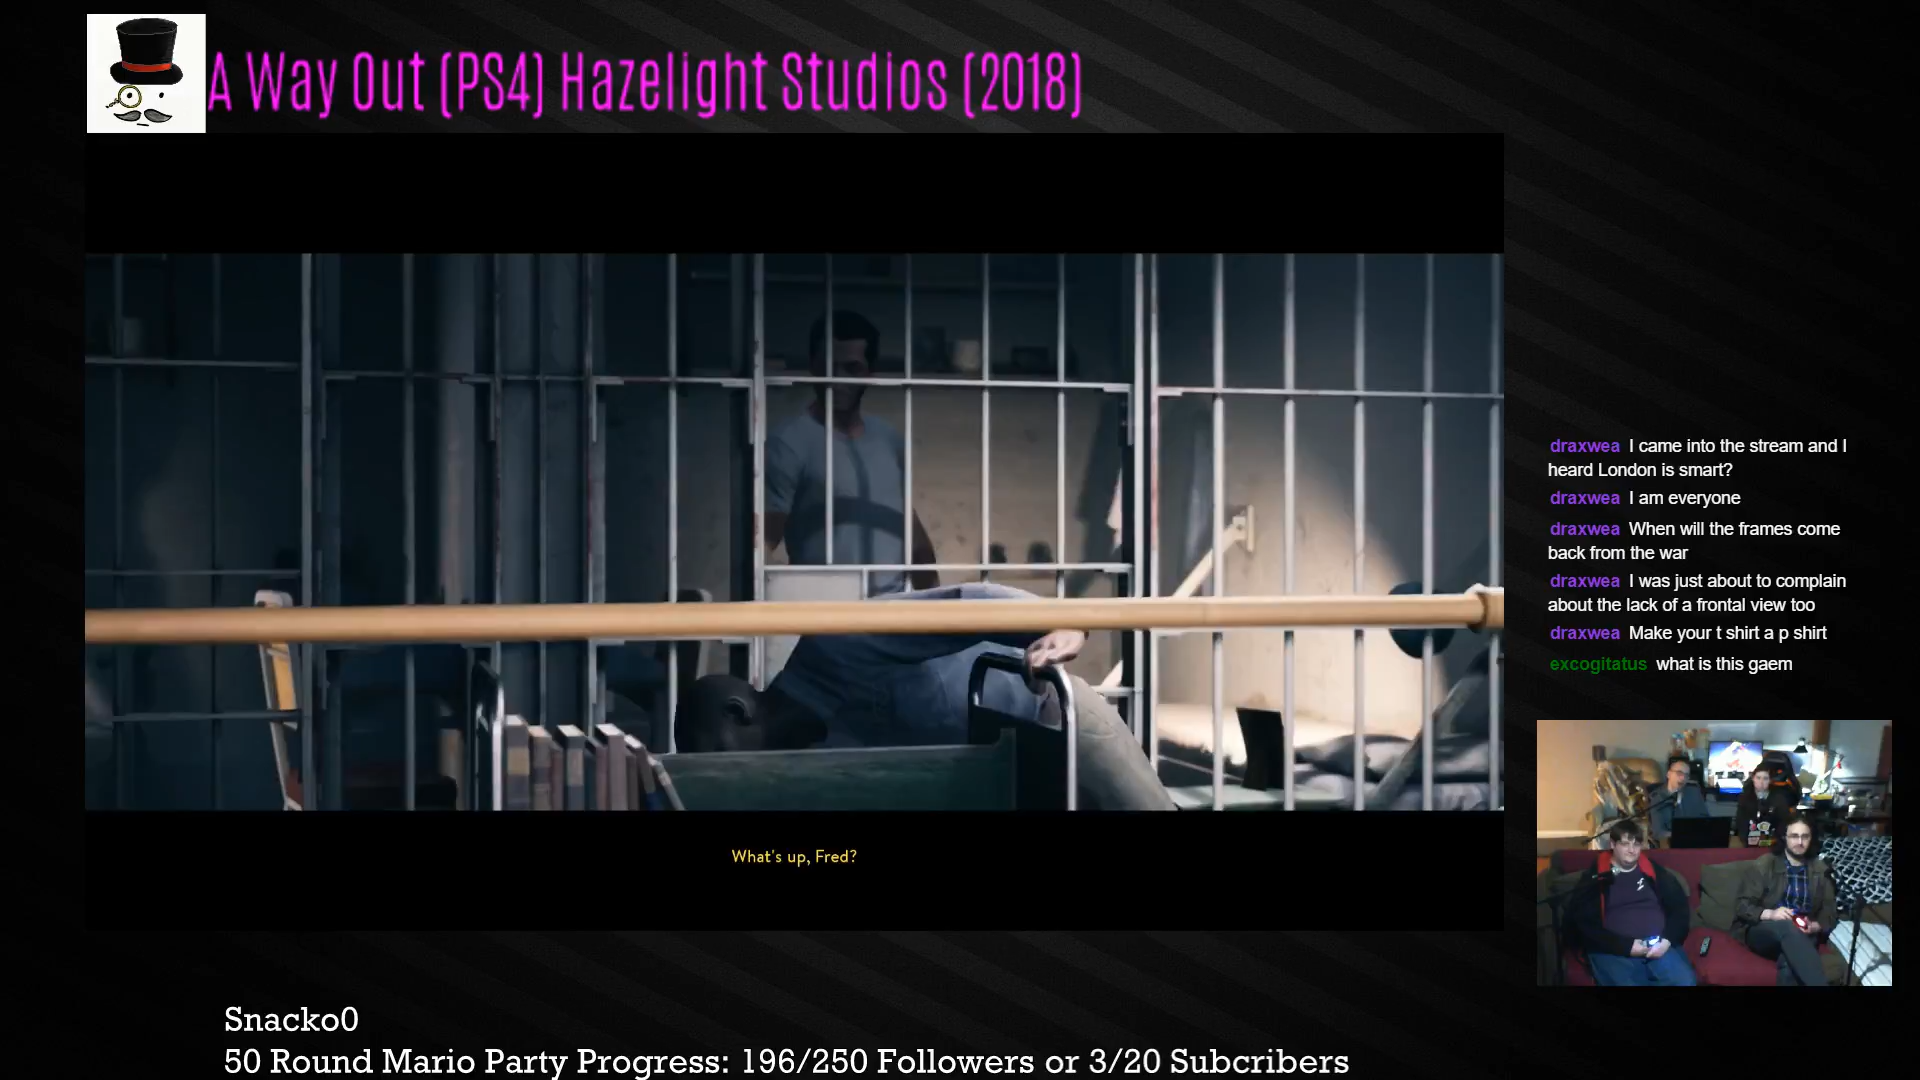 A Way Out (PS4) Hazelight Studios (2018)
draxwea I came into the stream and I
heard London is smart?
draxwea I am everyone
draxwea When will the frames come
back from the war
draxwea I was just about to complain
about the lack of a frontal view too
draxwea Make your t shirt a p shirt
excogitatus what is this gaem
What's up, Fred?
Snacko0
50 Round Mario Party Progress: 196/250 Followers or 3/20 Subcribers